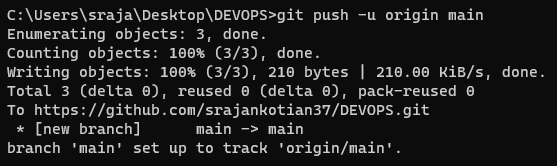 C:\Users\sraja\Desktop\DEVOPS>git push -u origin main
Enumerating objects: 3, done.
Counting objects: 100% (3/3), done.
Writing objects: 100% (3/3), 210 bytes | 210.00 KiB/s, done.
Total 3 (delta 0), reused 0 (delta 0), pack-reused 0
To https://github.com/srajankotian37/DEVOPS.git
 * [new branch]      main -> main
branch 'main' set up to track 'origin/main'.